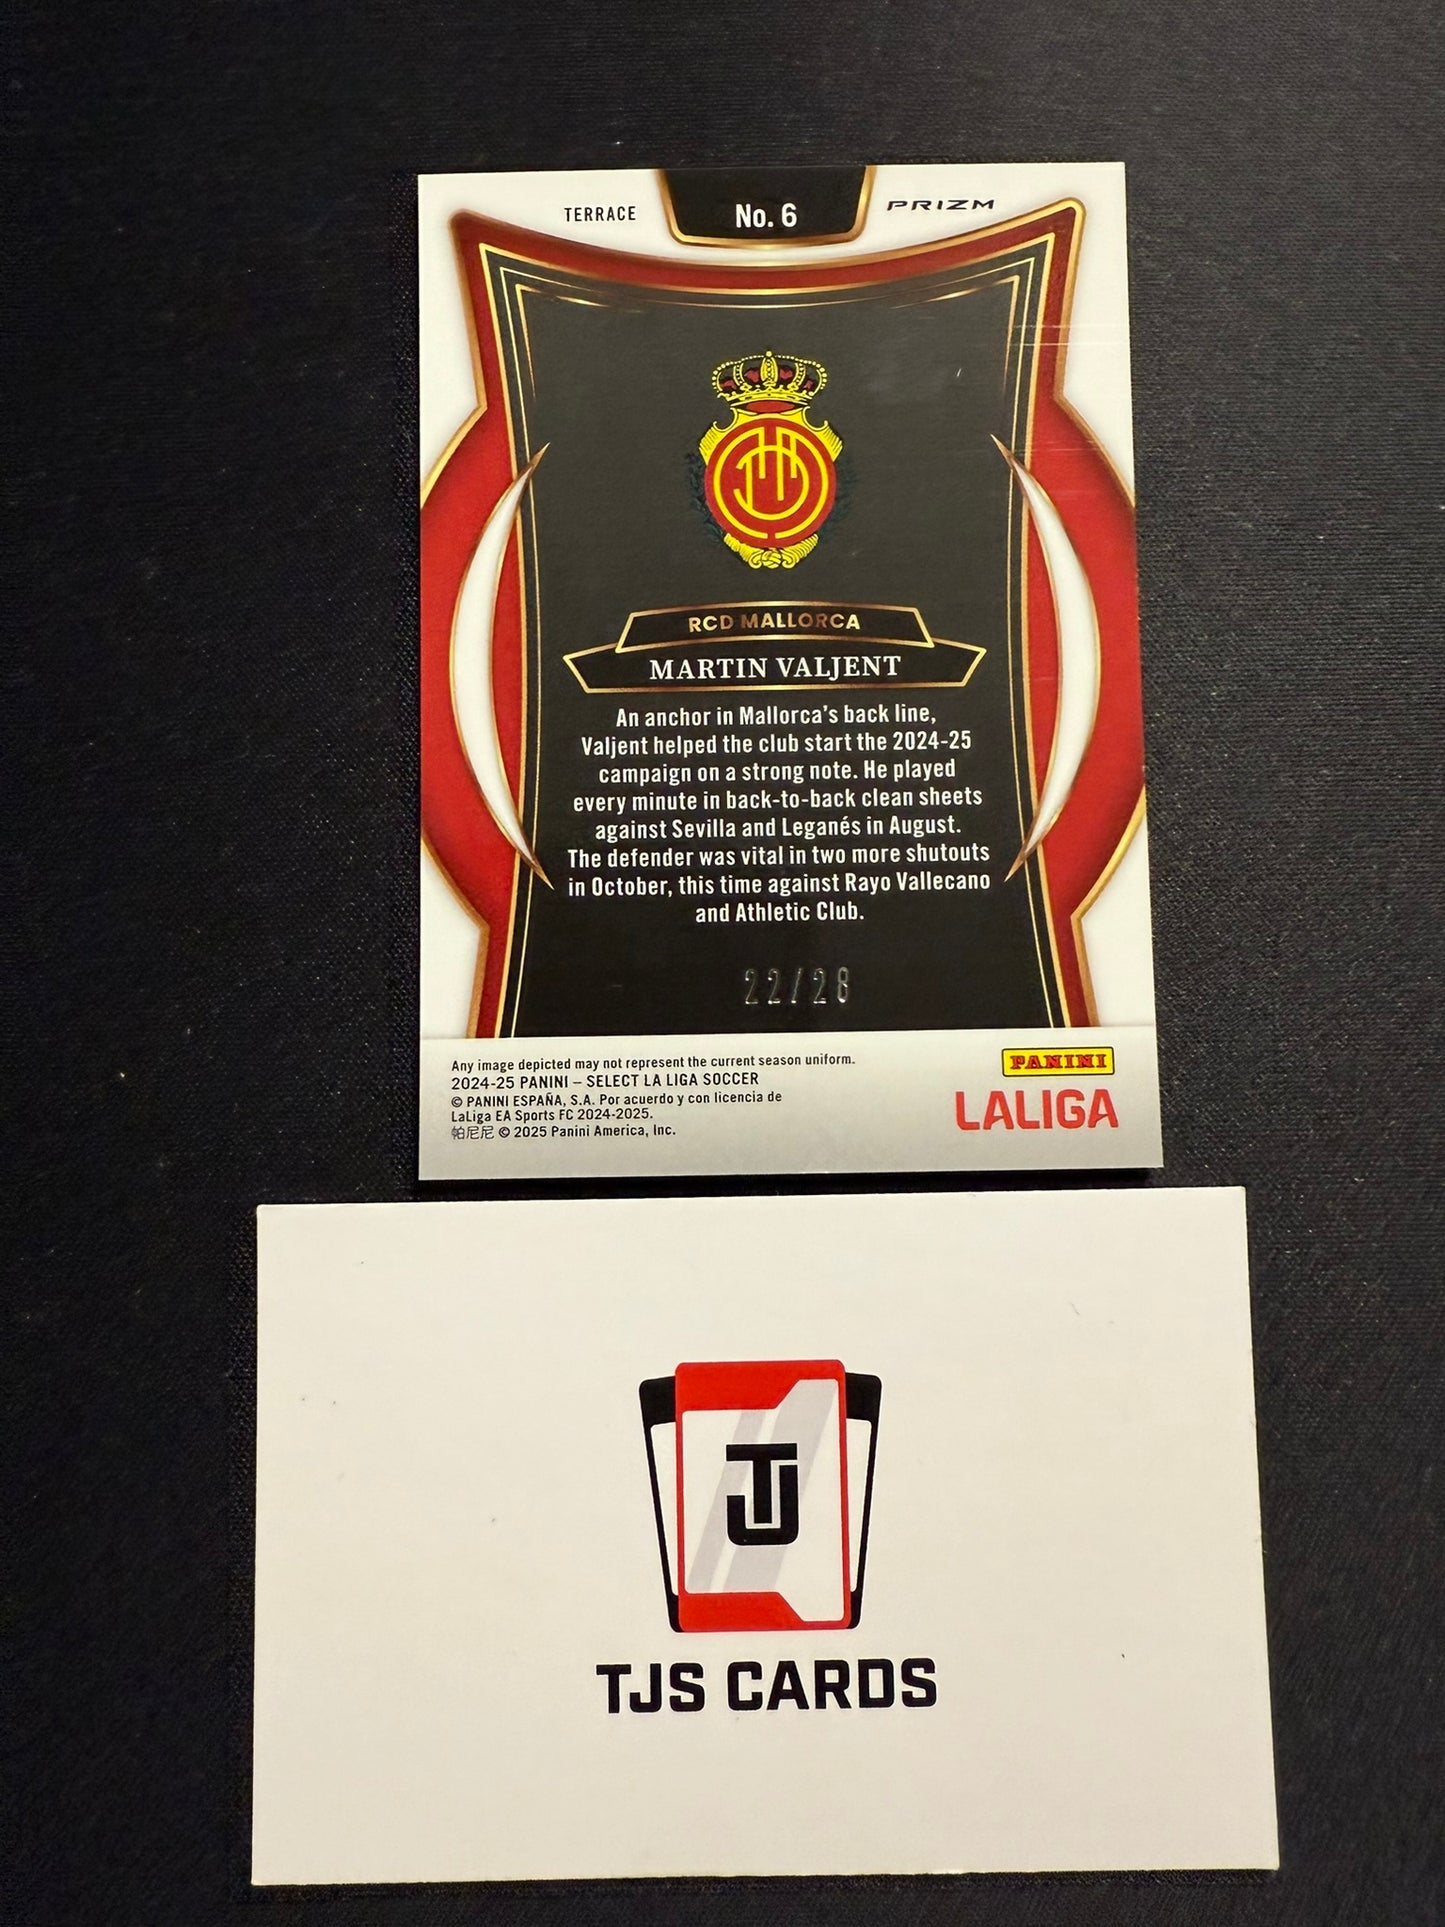 TERRACE
No. 6
PRIZM
RCD MALLORCA
MARTIN VALJENT
An anchor in Mallorca's back line,
Valjent helped the club start the 2024-25
campaign on a strong note. He played
every minute in back-to-back clean sheets
against Sevilla and Leganés in August.
The defender was vital in two more shutouts
in October, this time against Rayo Vallecano
and Athletic Club.
22/28
Any image depicted may not represent the current season uniform.
2024-25 PANINI – SELECT LA LIGA SOCCER
© PANINI ESPAÑA, S.A. Por acuerdo y con licencia de
LaLiga EA Sports FC 2024-2025.
帕尼尼 © 2025 Panini America, Inc.
PANINI
LALIGA
TJ
TJS CARDS